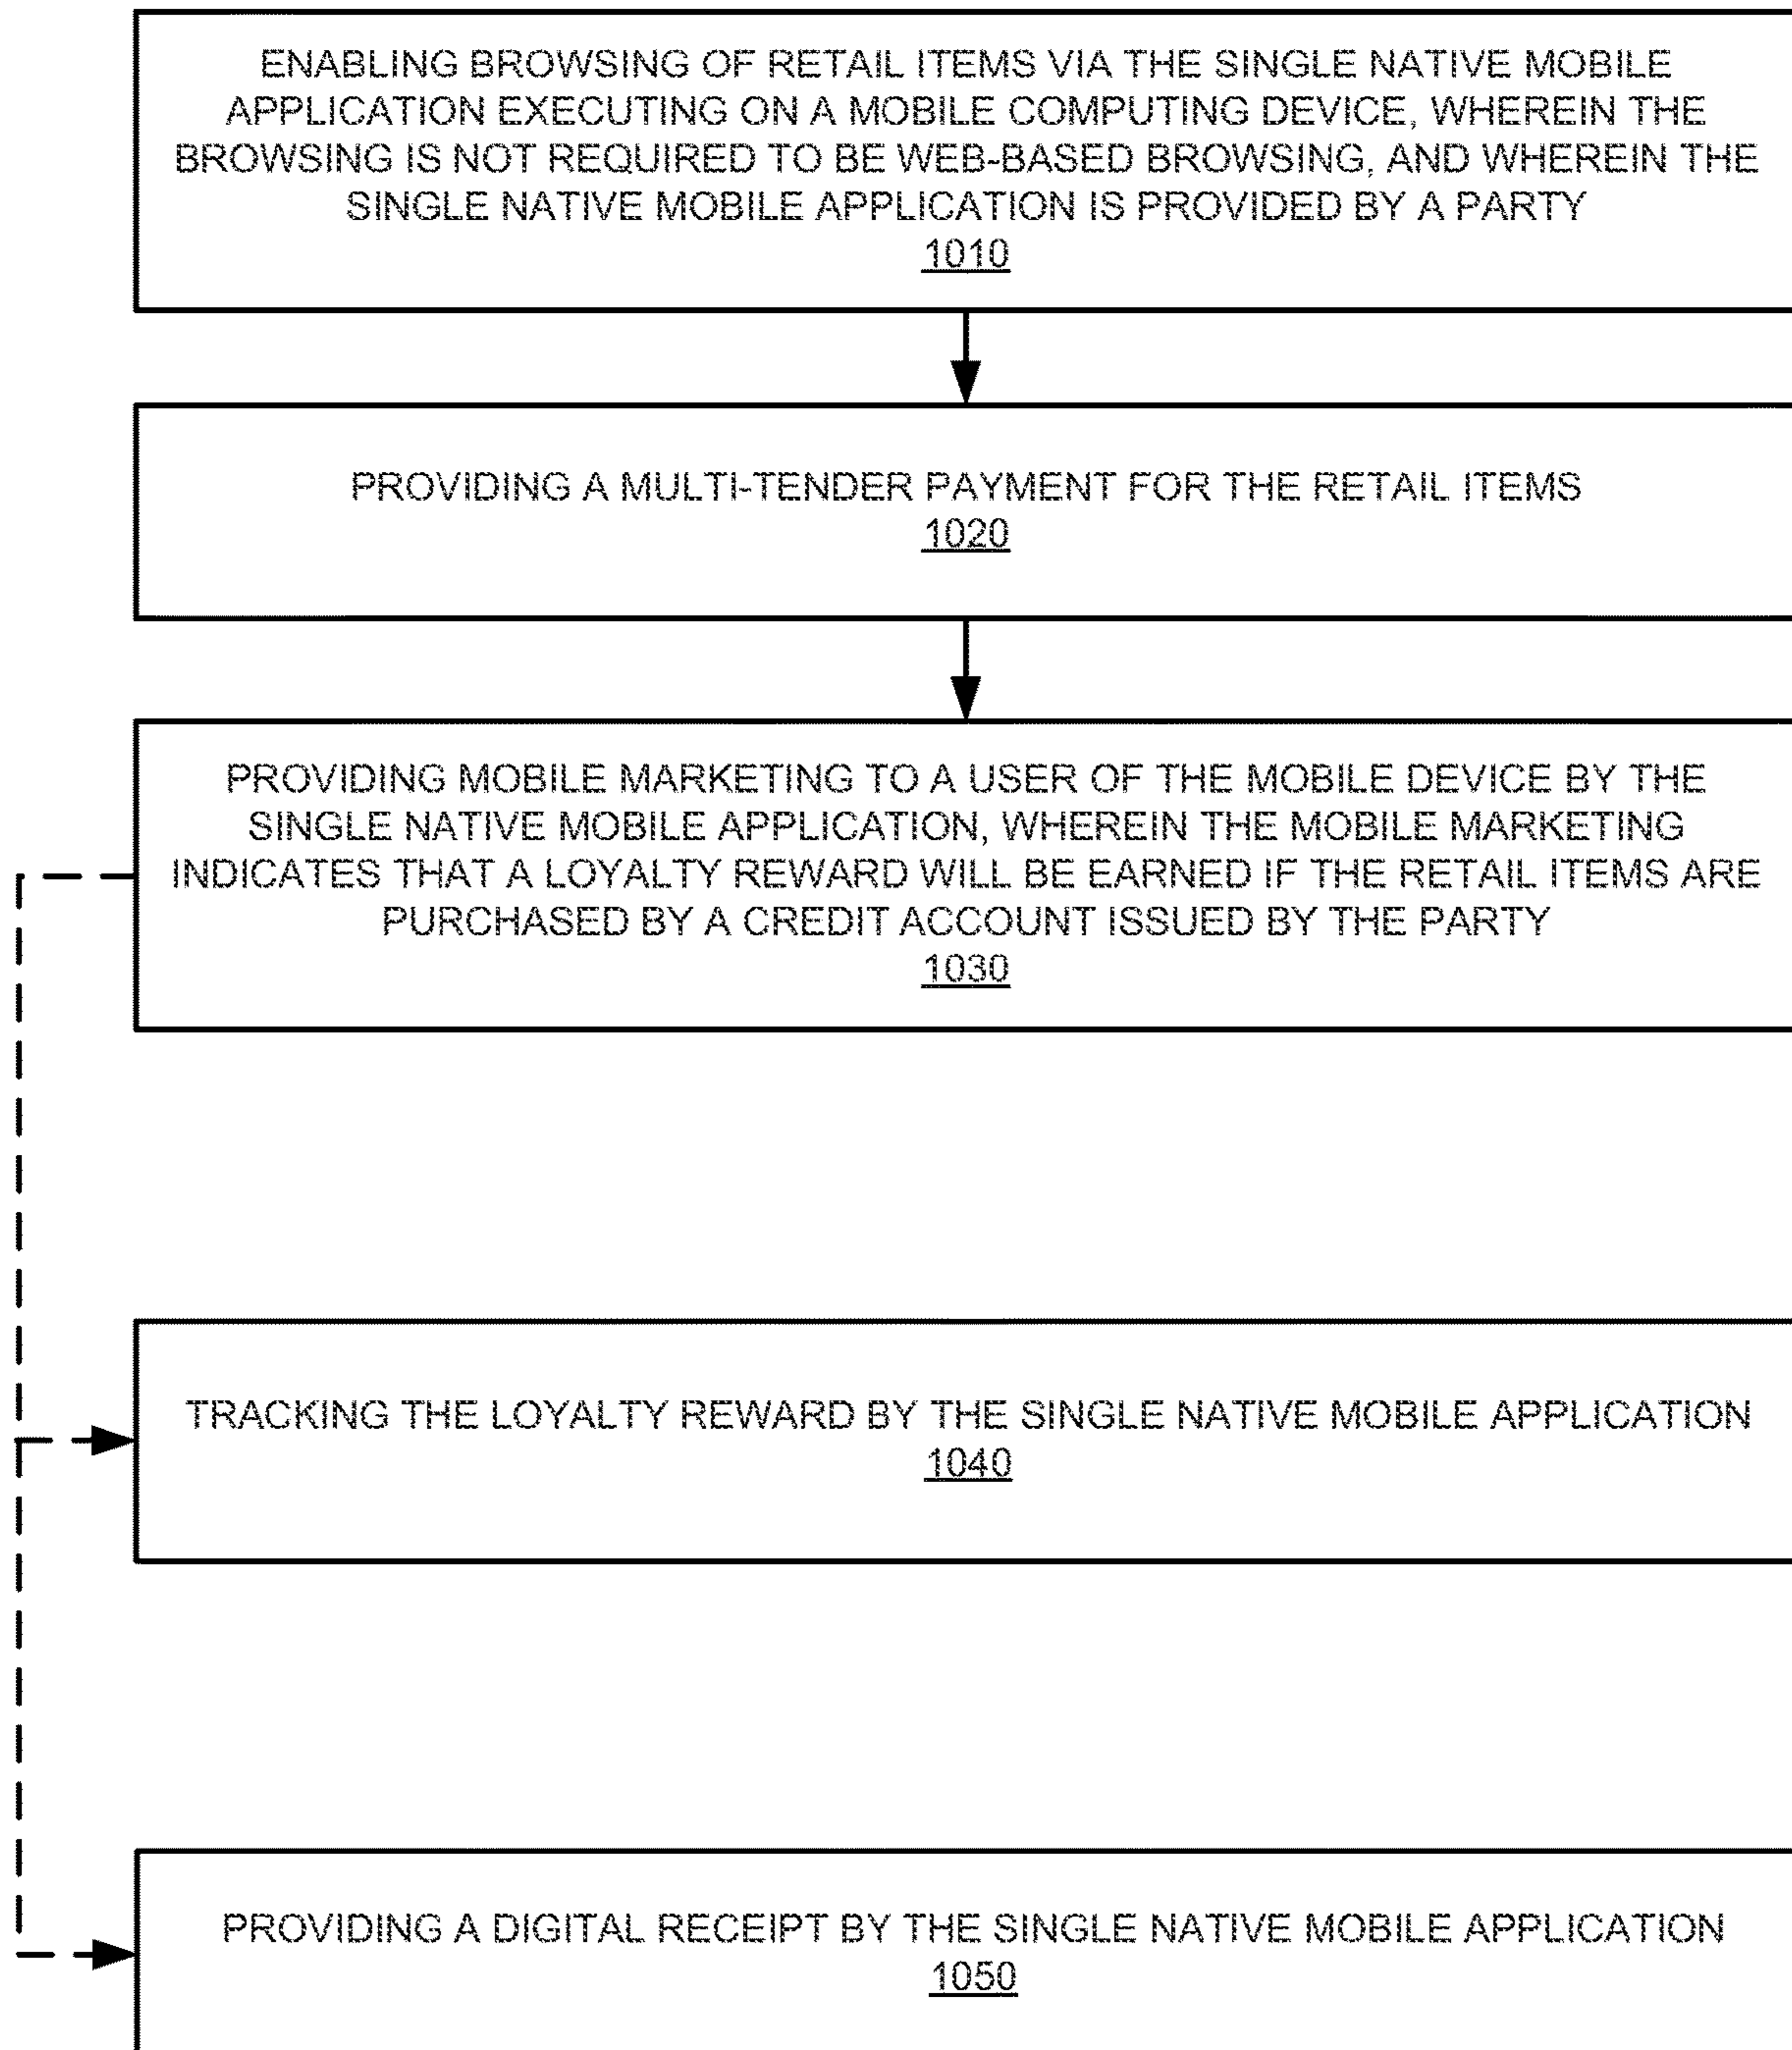 ENABLING BROWSING OF RETAIL ITEMS VIA THE SINGLE NATIVE MOBILE
APPLICATION EXECUTING ON A MOBILE COMPUTING DEVICE, WHEREIN THE
BROWSING IS NOT REQUIRED TO BE WEB-BASED BROWSING, AND WHEREIN THE
SINGLE NATIVE MOBILE APPLICATION IS PROVIDED BY A PARTY
1010
PROVIDING A MULTI-TENDER PAYMENT FOR THE RETAIL ITEMS
1020
PROVIDING MOBILE MARKETING TO A USER OF THE MOBILE DEVICE BY THE
SINGLE NATIVE MOBILE APPLICATION, WHEREIN THE MOBILE MARKETING
INDICATES THAT A LOYALTY REWARD WILL BE EARNED IF THE RETAIL ITEMS ARE
PURCHASED BY A CREDIT ACCOUNT ISSUED BY THE PARTY
1030
TRACKING THE LOYALTY REWARD BY THE SINGLE NATIVE MOBILE APPLICATION
1040
PROVIDING A DIGITAL RECEIPT BY THE SINGLE NATIVE MOBILE APPLICATION
1050